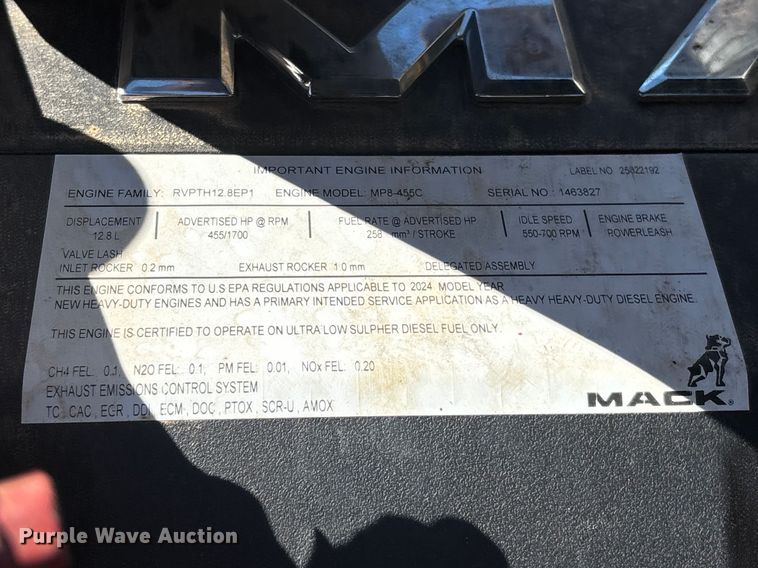 IMPORTANT ENGINE INFORMATION LABEL NO 25822192
ENGINE FAMILY: RVPTH12.8EP1 ENGINE MODEL: MP8-455C SERIAL NO : 1463827
DISPLACEMENT ADVERTISED HP @ RPM FUEL RATE @ ADVERTISED HP IDLE SPEED ENGINE BRAKE
12.8 L 455/1700 258 mm³ / STROKE 550-700 RPM POWERLEASH
VALVE LASH
INLET ROCKER 0.2 mm EXHAUST ROCKER 1.0 mm DELEGATED ASSEMBLY
THIS ENGINE CONFORMS TO U.S EPA REGULATIONS APPLICABLE TO 2024 MODEL YEAR
NEW HEAVY-DUTY ENGINES AND HAS A PRIMARY INTENDED SERVICE APPLICATION AS A HEAVY HEAVY-DUTY DIESEL ENGINE.
THIS ENGINE IS CERTIFIED TO OPERATE ON ULTRA LOW SULPHER DIESEL FUEL ONLY.
CH4 FEL: 0.1, N2O FEL: 0.1, PM FEL: 0.01, NOx FEL: 0.20
EXHAUST EMISSIONS CONTROL SYSTEM
TC , CAC , EGR , DDI , ECM , DOC , PTOX , SCR-U , AMOX
MACK®
Purple Wave Auction®